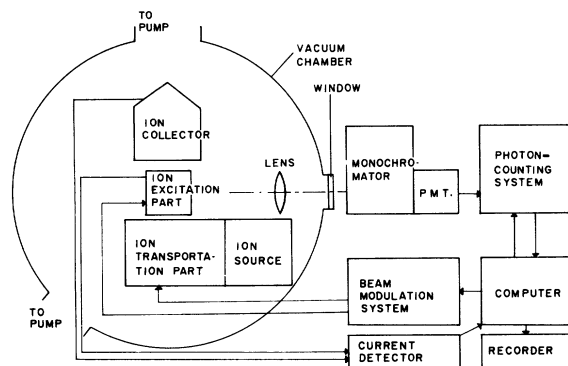 TO
PUMP
VACUUM
CHAMBER
WINDOW
ION
COLLECTOR
LENS
MONOCHRO-
MATOR
P.M.T.
PHOTON=
COUNTING
SYSTEM
ION
EXCITATION
PART
ION
TRANSPORTA-
TION PART
ION
SOURCE
TO
PUMP
BEAM
MODULATION
SYSTEM
COMPUTER
CURRENT
DETECTOR
RECORDER